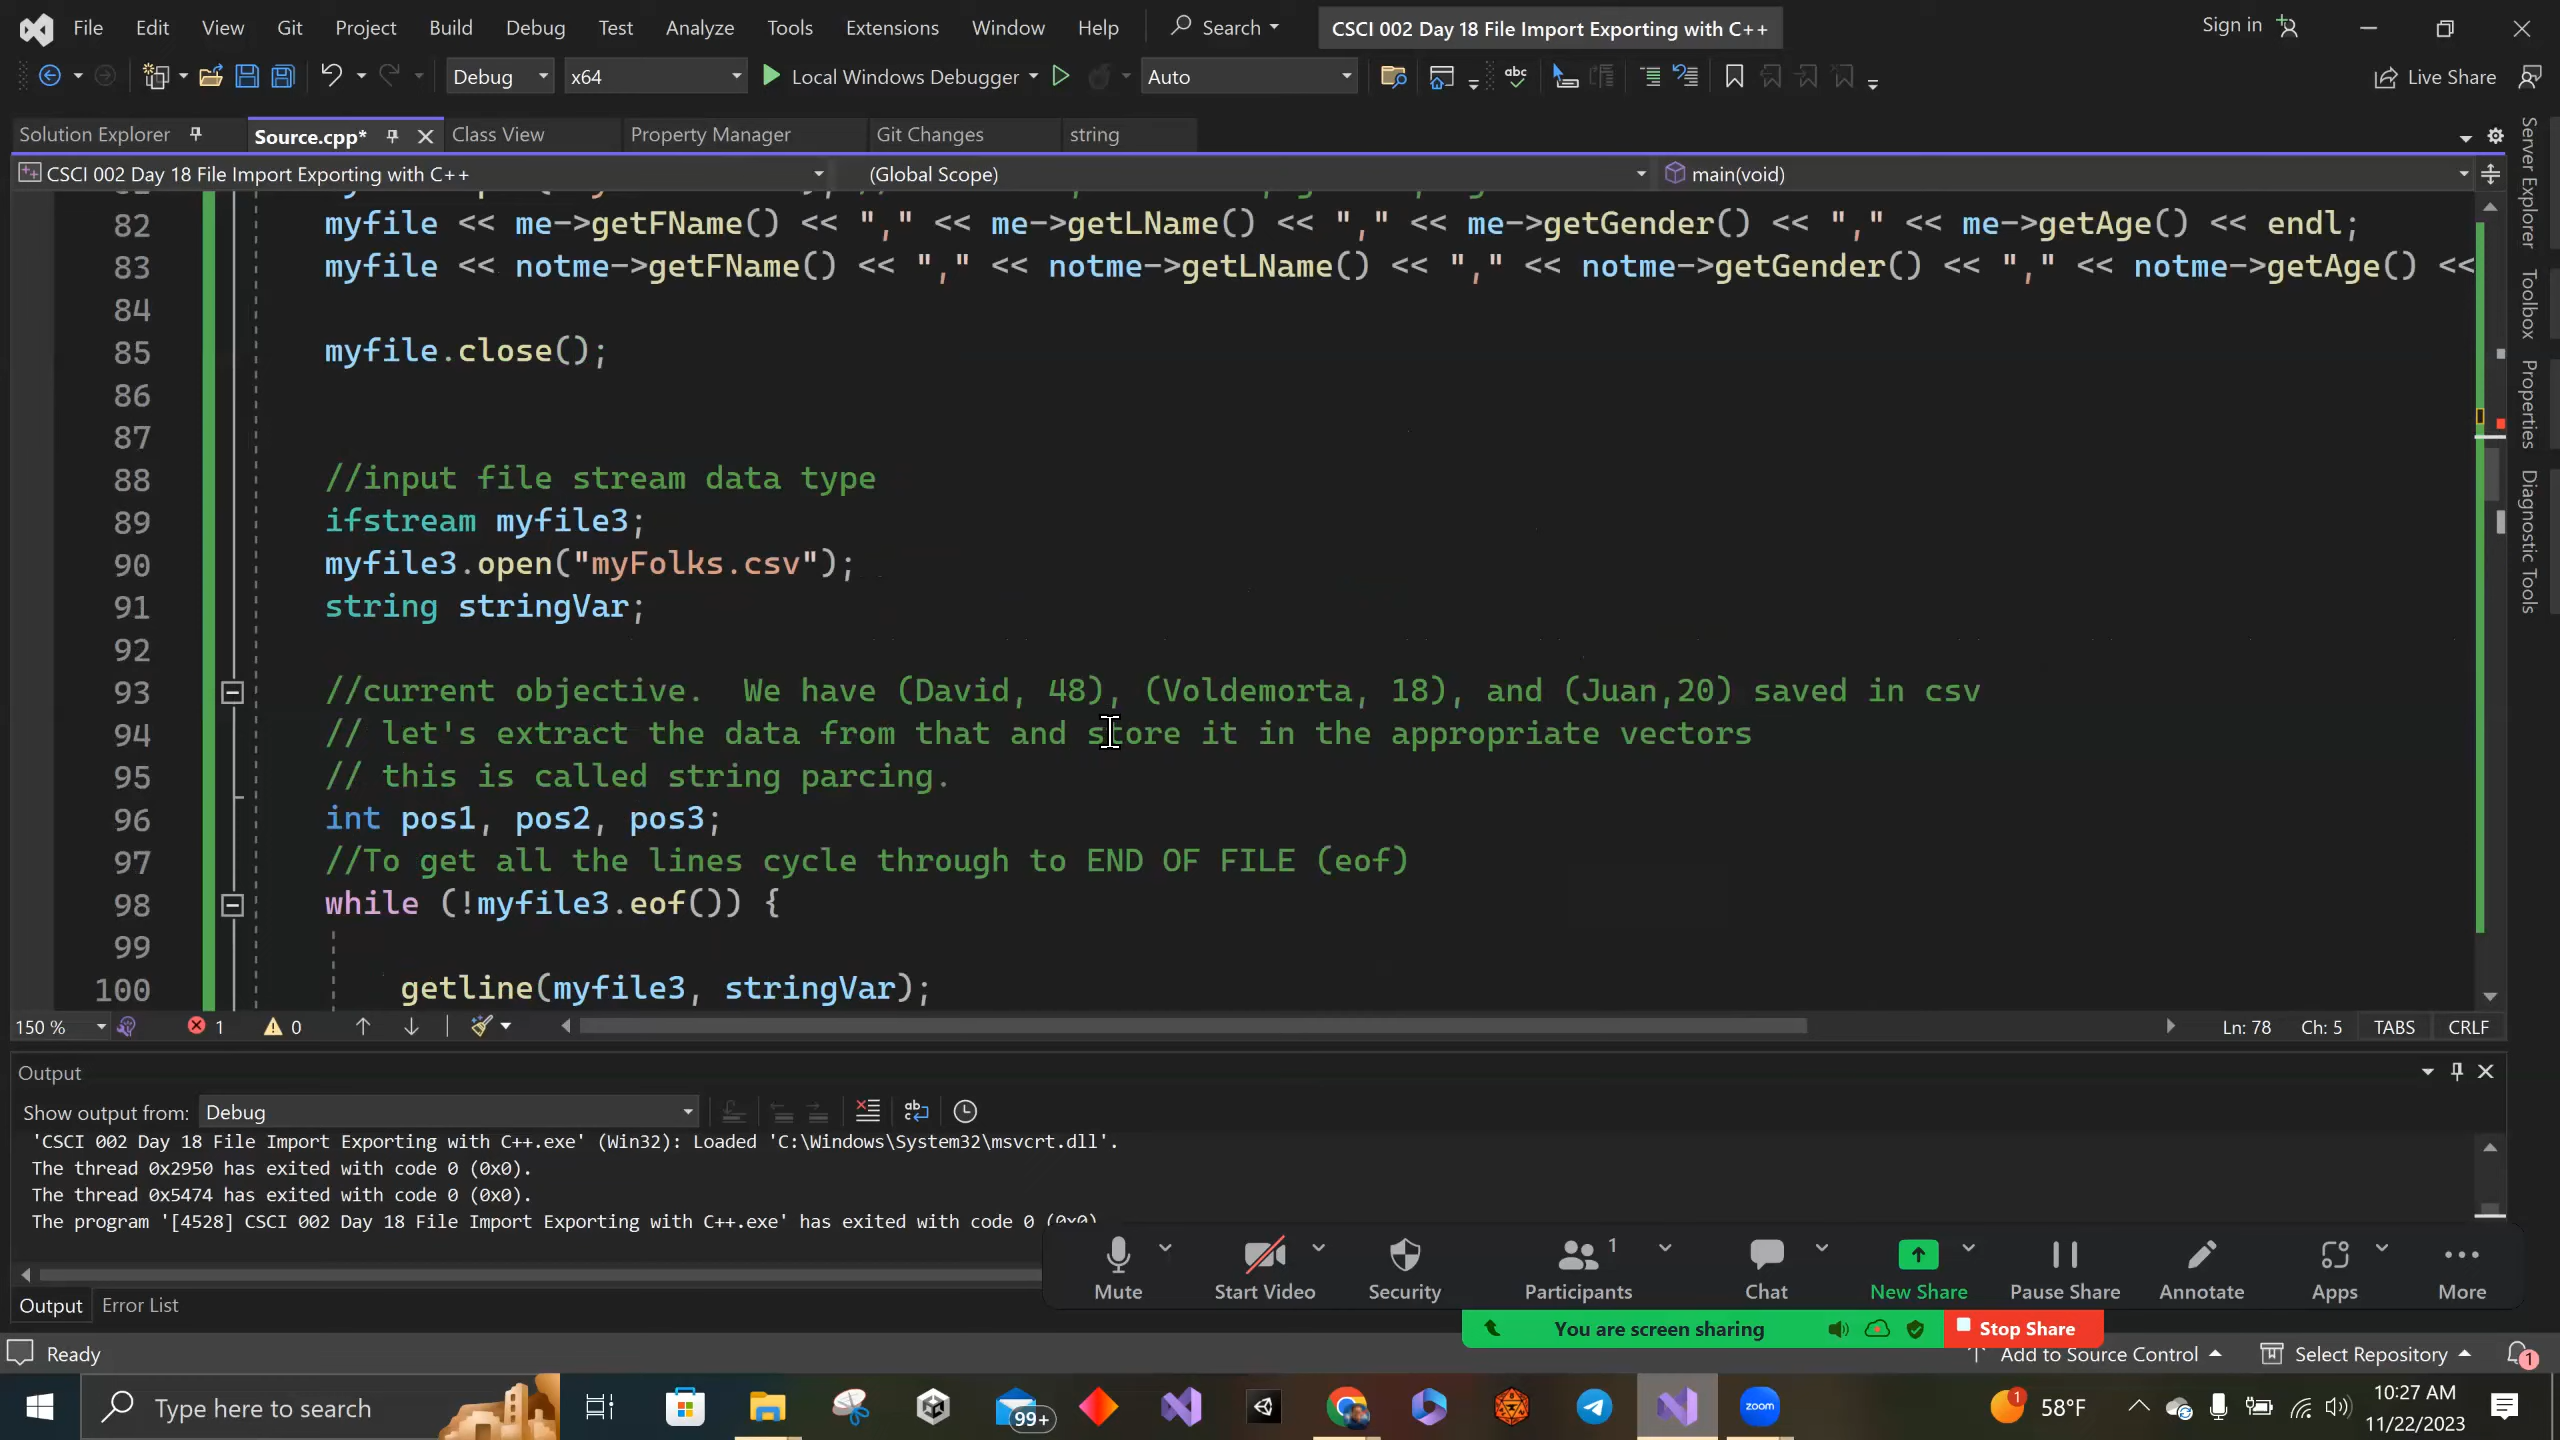 File Edit View Git Project Build Debug Test Analyze Tools Extensions Window Help Search CSCI 002 Day 18 File Import Exporting with C++ Sign in
Debug x64 Local Windows Debugger Auto Live Share
Solution Explorer Source.cpp* Class View Property Manager Git Changes string
CSCI 002 Day 18 File Import Exporting with C++ (Global Scope) main(void)
82 myfile << me->getFName() << "," << me->getLName() << "," << me->getGender() << "," << me->getAge() << endl;
83 myfile << notme->getFName() << "," << notme->getLName() << "," << notme->getGender() << "," << notme->getAge() <<
84
85 myfile.close();
86
87
88 //input file stream data type
89 ifstream myfile3;
90 myfile3.open("myFolks.csv");
91 string stringVar;
92
93 //current objective.  We have (David, 48), (Voldemorta, 18), and (Juan,20) saved in csv
94 // let's extract the data from that and store it in the appropriate vectors
95 // this is called string parcing.
96 int pos1, pos2, pos3;
97 //To get all the lines cycle through to END OF FILE (eof)
98 while (!myfile3.eof()) {
99
100 getline(myfile3, stringVar);
150 % 1 0 Ln: 78 Ch: 5 TABS CRLF
Output
Show output from: Debug
'CSCI 002 Day 18 File Import Exporting with C++.exe' (Win32): Loaded 'C:\Windows\System32\msvcrt.dll'.
The thread 0x2950 has exited with code 0 (0x0).
The thread 0x5474 has exited with code 0 (0x0).
The program '[4528] CSCI 002 Day 18 File Import Exporting with C++.exe' has exited with code 0 (0x0)
Output Error List
Mute Start Video Security Participants 1 Chat New Share Pause Share Annotate Apps More
You are screen sharing Stop Share
Ready Add to Source Control Select Repository 1
Type here to search 99+ zoom 1 58°F 10:27 AM
11/22/2023
Server Explorer
Toolbox
Properties
Diagnostic Tools